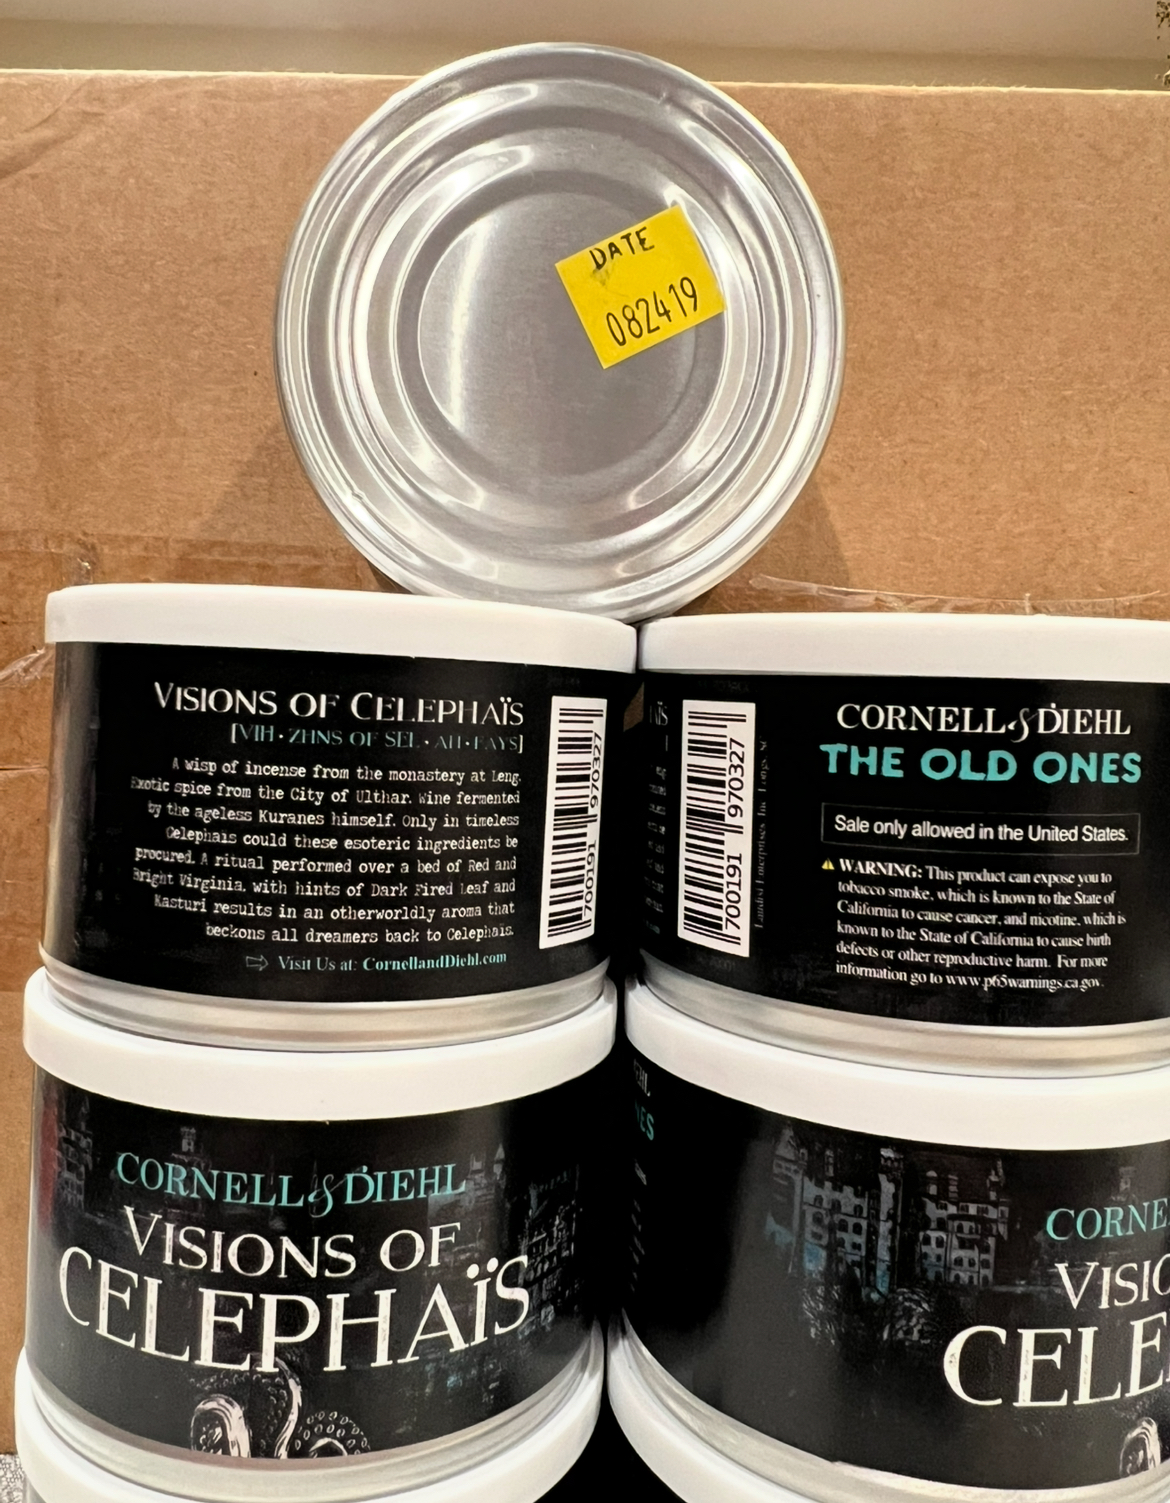 DATE
082419
VISIONS OF CELEPHAÏS
[VIH · ZHNS OF SEL · AH · FAYS]
A wisp of incense from the monastery at Leng.
Exotic spice from the City of Ulthar. Wine fermented
by the ageless Kuranes himself. Only in timeless
Celephaïs could these esoteric ingredients be
procured. A ritual performed over a bed of Red and
Bright Virginia, with hints of Dark Fired Leaf and
Kasturi results in an otherworldly aroma that
beckons all dreamers back to Celephaïs.
Visit Us at: CornellandDiehl.com
700191 970327
ÏS
700191 970327
CORNELL & DIEHL
THE OLD ONES
Sale only allowed in the United States.
WARNING: This product can expose you to
tobacco smoke, which is known to the State of
California to cause cancer, and nicotine, which is
known to the State of California to cause birth
defects or other reproductive harm. For more
information go to www.p65warnings.ca.gov.
CORNELL & DIEHL
VISIONS OF
CELEPHAÏS
ES
CORNE
VISIO
CELE